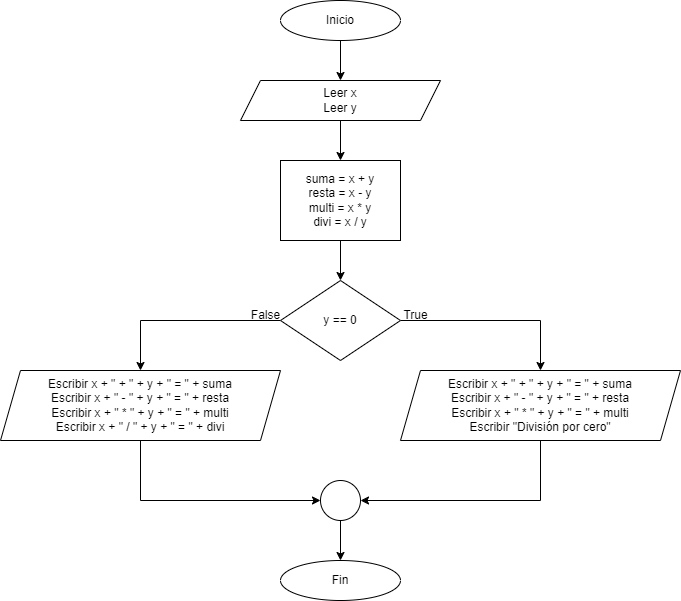 Inicio
Leer x
Leer y
suma = x + y
resta = x - y
multi = x * y
divi = x / y
y == 0
False
True
Escribir x + " + " + y + " = " + suma
Escribir x + " - " + y + " = " + resta
Escribir x + " * " + y + " = " + multi
Escribir x + " / " + y + " = " + divi
Escribir x + " + " + y + " = " + suma
Escribir x + " - " + y + " = " + resta
Escribir x + " * " + y + " = " + multi
Escribir "División por cero"
Fin